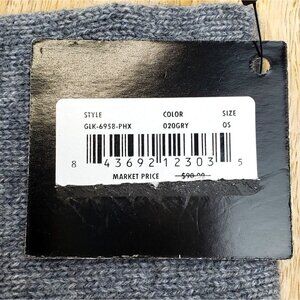 STYLE COLOR SIZE
GLK-6958-PHX 020GRY OS
8 43692 12303 5
MARKET PRICE $90.00